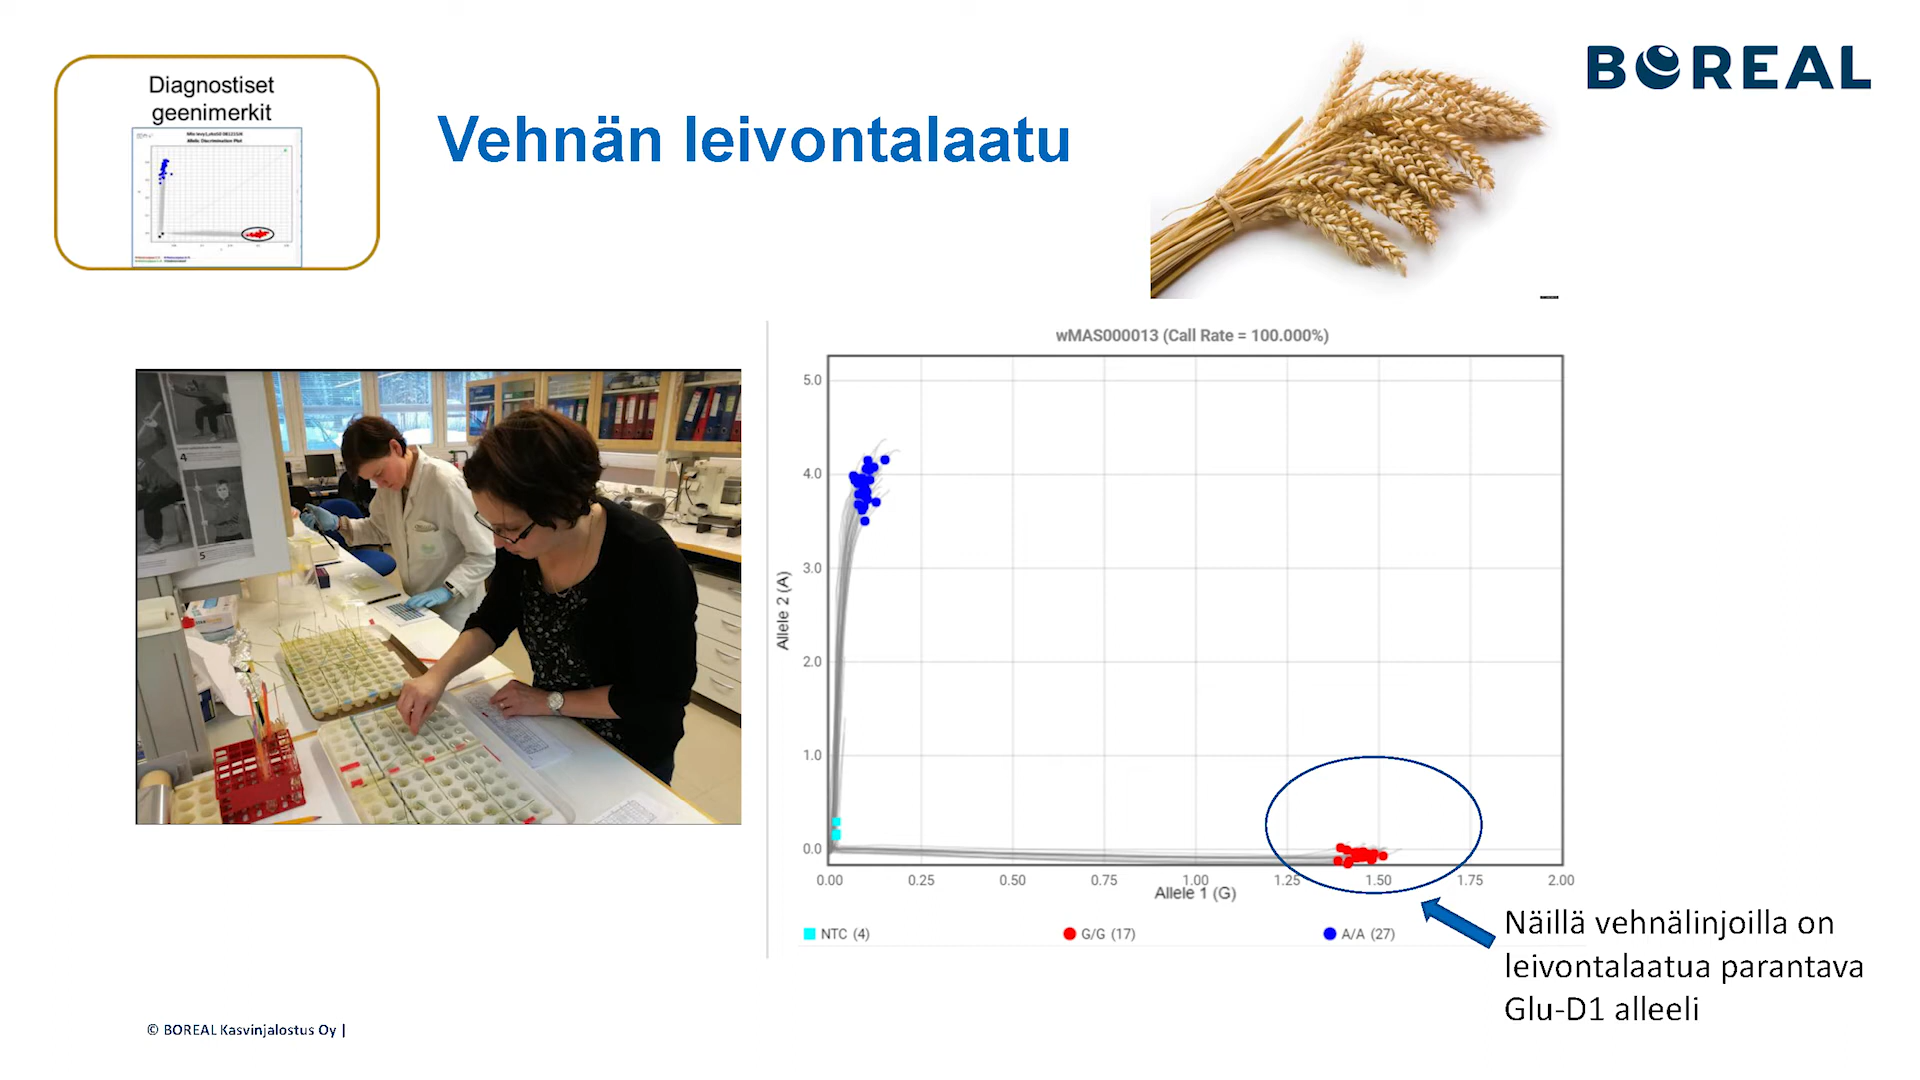 BOREAL
Diagnostiset
geenimerkit
Vehnän leivontalaatu
wMAS000013 (Call Rate = 100.000%)
5.0
4.0
3.0
2.0
1.0
0.0
Allele 2 (A)
0.00 0.25 0.50 0.75 1.00 1.25 1.50 1.75 2.00
Allele 1 (G)
NTC (4) G/G (17) A/A (27)
4
5
Näillä vehnälinjoilla on
leivontalaatua parantava
Glu-D1 alleeli
© BOREAL Kasvinjalostus Oy |